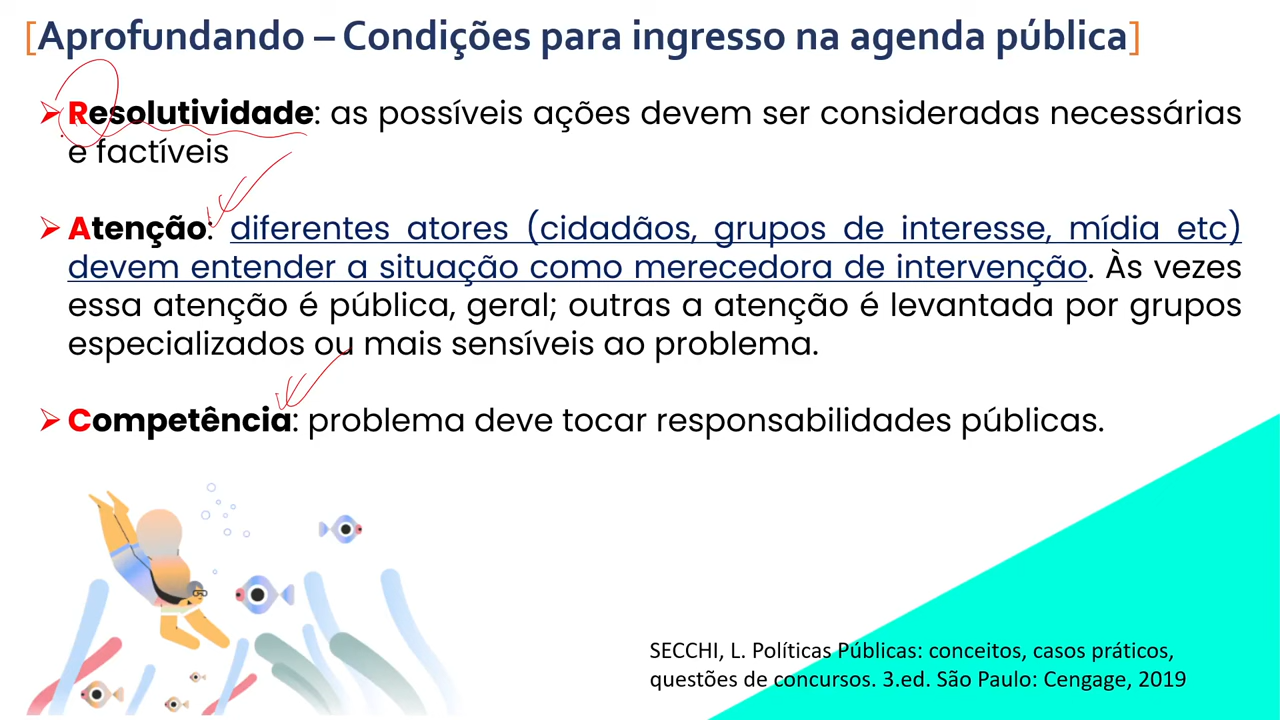 [Aprofundando – Condições para ingresso na agenda pública]
➢ Resolutividade: as possíveis ações devem ser consideradas necessárias
e factíveis
➢ Atenção: diferentes atores (cidadãos, grupos de interesse, mídia etc)
devem entender a situação como merecedora de intervenção. Às vezes
essa atenção é pública, geral; outras a atenção é levantada por grupos
especializados ou mais sensíveis ao problema.
➢ Competência: problema deve tocar responsabilidades públicas.
SECCHI, L. Políticas Públicas: conceitos, casos práticos,
questões de concursos. 3.ed. São Paulo: Cengage, 2019